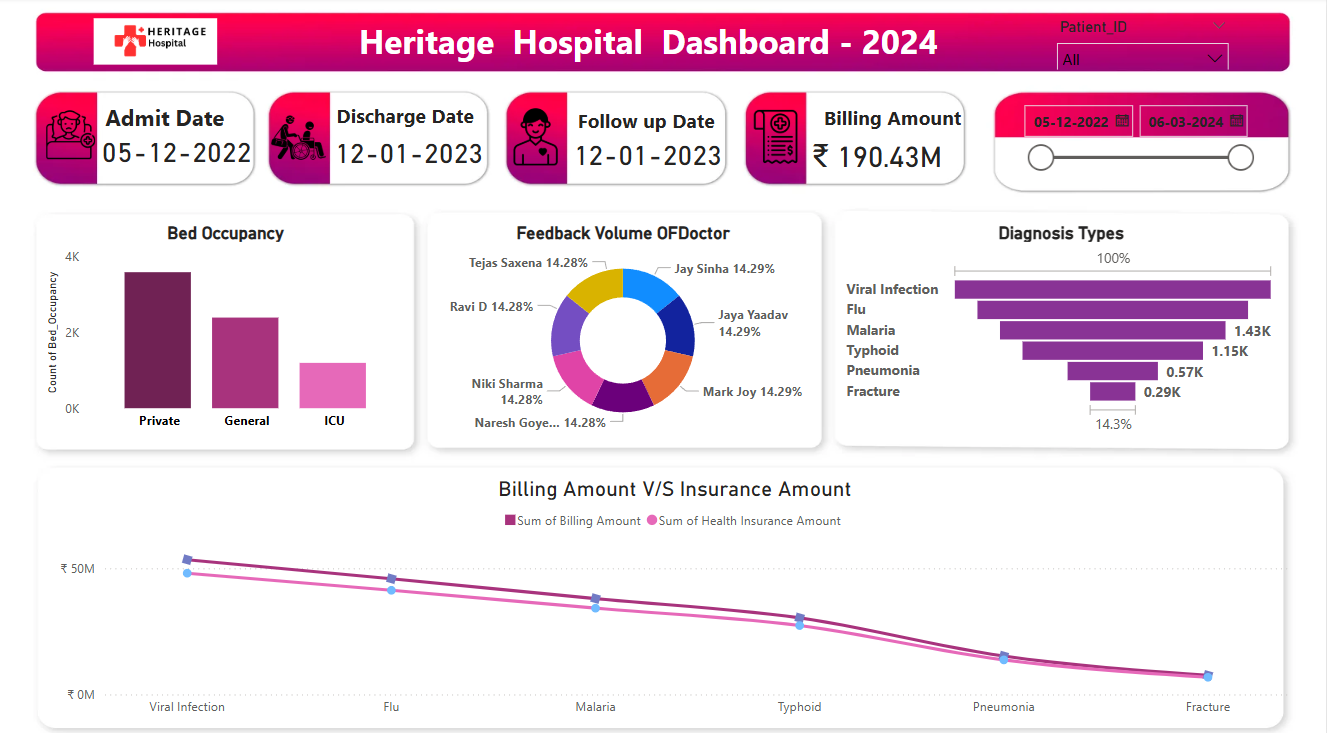 HERITAGE
Hospital
Heritage Hospital Dashboard - 2024
Patient_ID
All
Admit Date
05-12-2022
Discharge Date
12-01-2023
Follow up Date
12-01-2023
Billing Amount
₹ 190.43M
05-12-2022
06-03-2024
Bed Occupancy
4K
2K
0K
Count of Bed_Occupancy
Private
General
ICU
Feedback Volume OFDoctor
Tejas Saxena 14.28%
Jay Sinha 14.29%
Ravi D 14.28%
Jaya Yaadav
14.29%
Niki Sharma
14.28%
Mark Joy 14.29%
Naresh Goye... 14.28%
Diagnosis Types
100%
Viral Infection
Flu
Malaria
1.43K
Typhoid
1.15K
Pneumonia
0.57K
Fracture
0.29K
14.3%
Billing Amount V/S Insurance Amount
Sum of Billing Amount
Sum of Health Insurance Amount
₹ 50M
₹ 0M
Viral Infection
Flu
Malaria
Typhoid
Pneumonia
Fracture